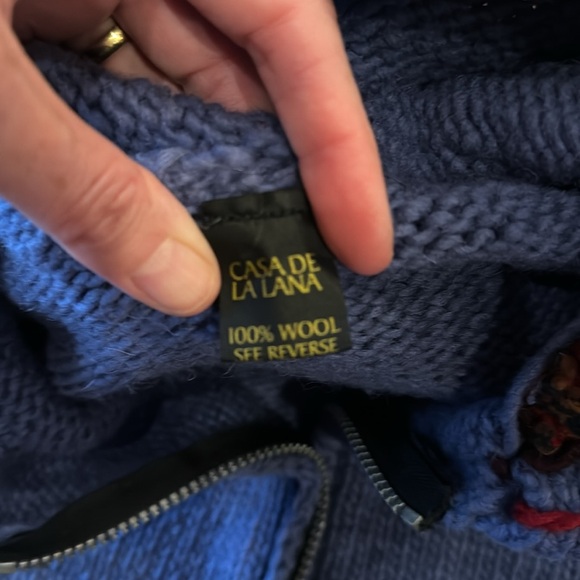 CASA DE
LA LANA
100% WOOL
SEE REVERSE